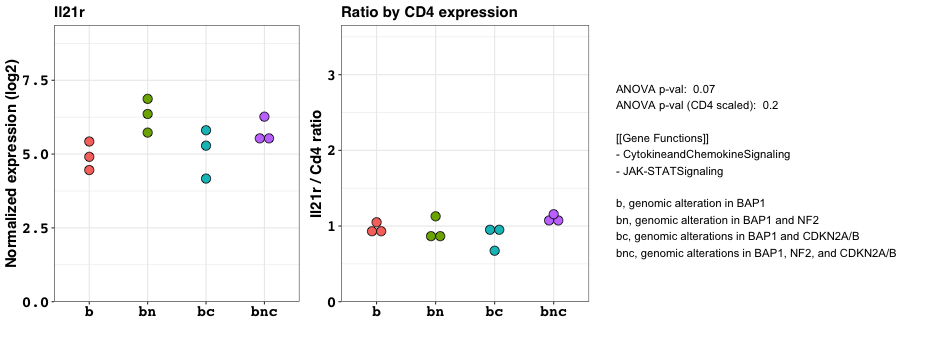 Il21r
Normalized expression (log2)
7.5
5.0
2.5
0.0
b
bn
bc
bnc
Ratio by CD4 expression
Il21r / Cd4 ratio
3
2
1
0
b
bn
bc
bnc
ANOVA p-val:  0.07
ANOVA p-val (CD4 scaled):  0.2
[[Gene Functions]]
- CytokineandChemokineSignaling
- JAK-STATSignaling
b, genomic alteration in BAP1
bn, genomic alteration in BAP1 and NF2
bc, genomic alterations in BAP1 and CDKN2A/B
bnc, genomic alterations in BAP1, NF2, and CDKN2A/B